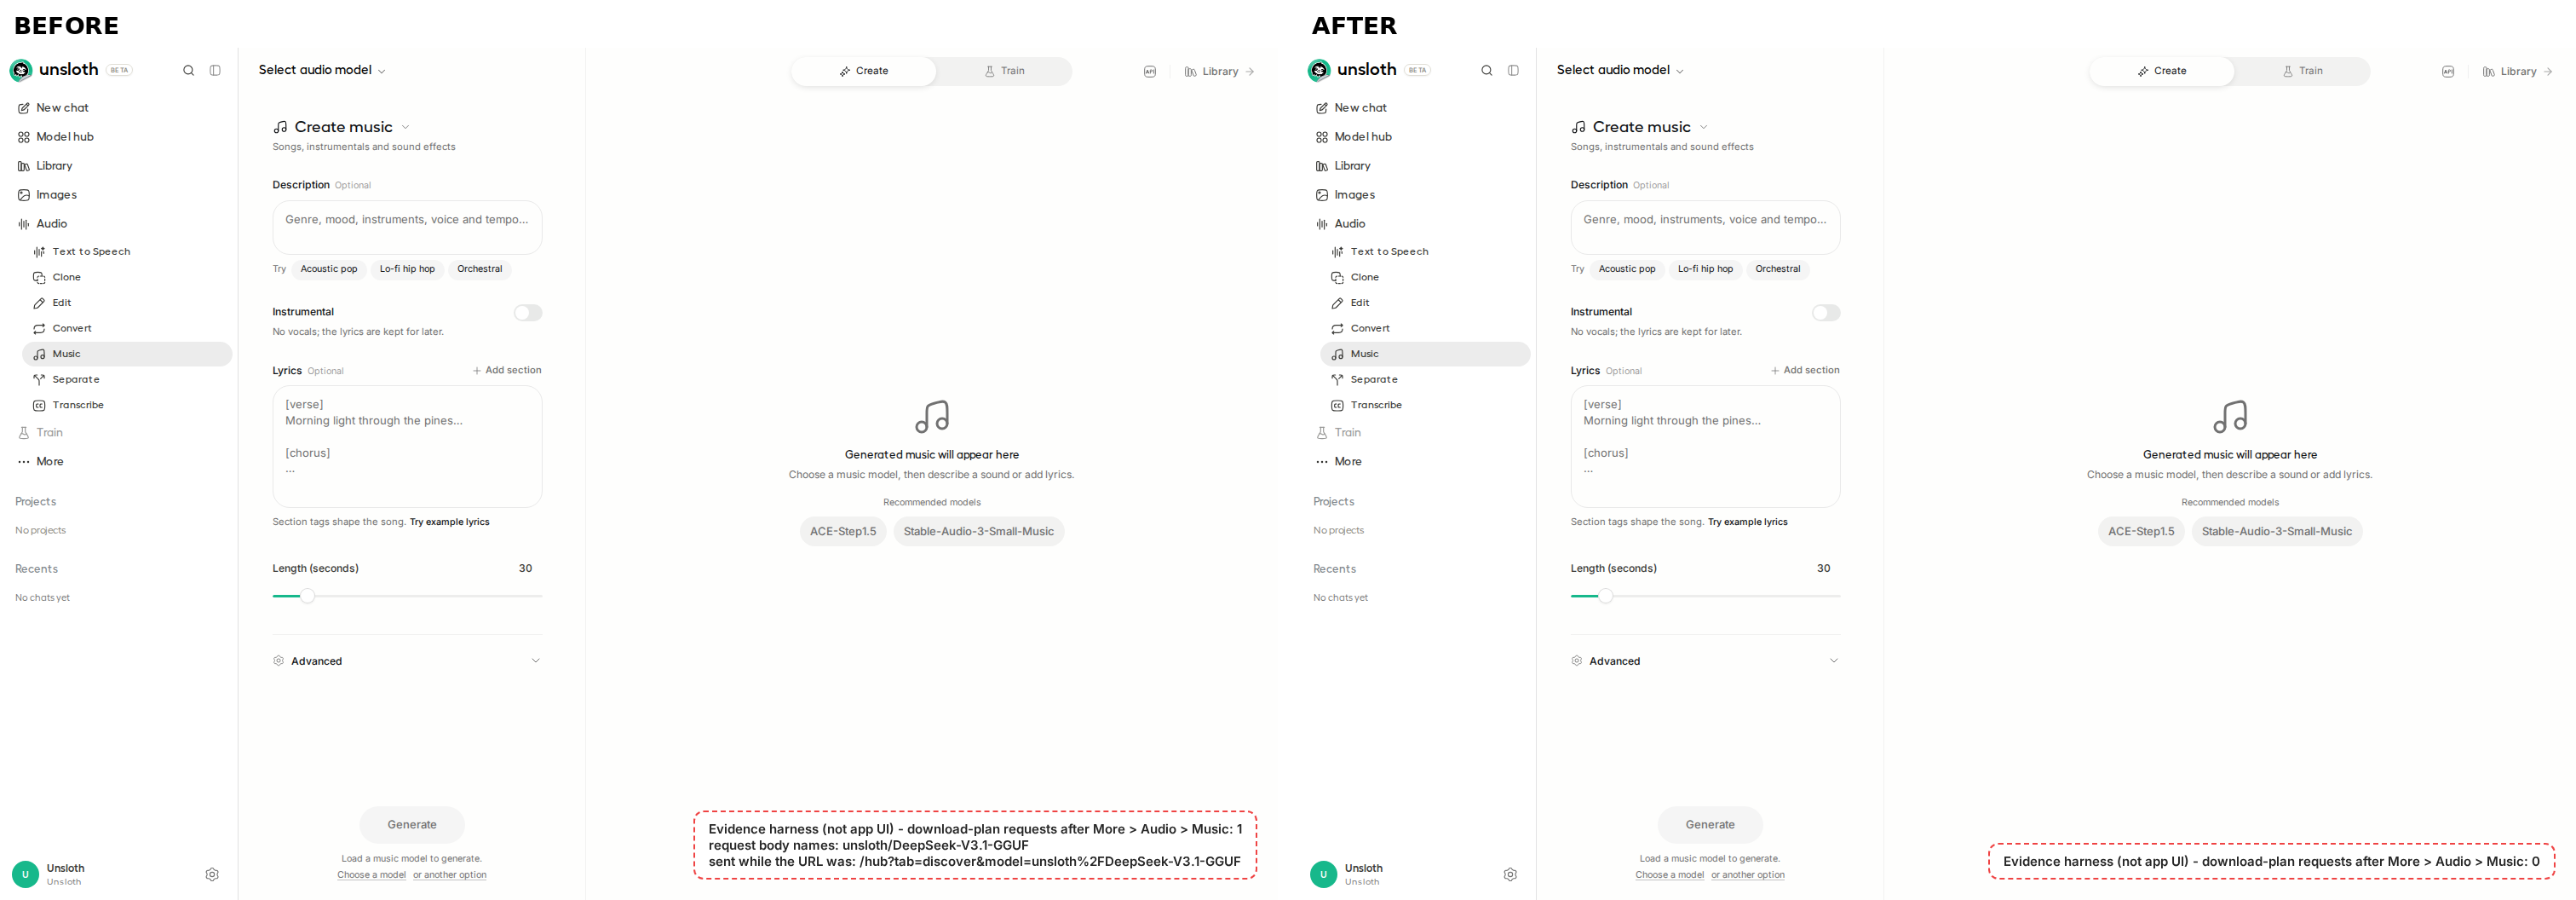 BEFORE
unsloth BETA
New chat
Model hub
Library
Images
Audio
Text to Speech
Clone
Edit
Convert
Music
Separate
Transcribe
Train
More
Projects
No projects
Recents
No chats yet
U
Unsloth
Unsloth
Select audio model
Create
Train
API
Library
Create music
Songs, instrumentals and sound effects
Description Optional
Genre, mood, instruments, voice and tempo...
Try Acoustic pop Lo-fi hip hop Orchestral
Instrumental
No vocals; the lyrics are kept for later.
Lyrics Optional + Add section
[verse]
Morning light through the pines...
[chorus]
...
Section tags shape the song. Try example lyrics
Length (seconds) 30
Advanced
Generate
Load a music model to generate.
Choose a model or another option
Generated music will appear here
Choose a music model, then describe a sound or add lyrics.
Recommended models
ACE-Step1.5 Stable-Audio-3-Small-Music
Evidence harness (not app UI) - download-plan requests after More > Audio > Music: 1
request body names: unsloth/DeepSeek-V3.1-GGUF
sent while the URL was: /hub?tab=discover&model=unsloth%2FDeepSeek-V3.1-GGUF
AFTER
unsloth BETA
New chat
Model hub
Library
Images
Audio
Text to Speech
Clone
Edit
Convert
Music
Separate
Transcribe
Train
More
Projects
No projects
Recents
No chats yet
U
Unsloth
Unsloth
Select audio model
Create
Train
API
Library
Create music
Songs, instrumentals and sound effects
Description Optional
Genre, mood, instruments, voice and tempo...
Try Acoustic pop Lo-fi hip hop Orchestral
Instrumental
No vocals; the lyrics are kept for later.
Lyrics Optional + Add section
[verse]
Morning light through the pines...
[chorus]
...
Section tags shape the song. Try example lyrics
Length (seconds) 30
Advanced
Generate
Load a music model to generate.
Choose a model or another option
Generated music will appear here
Choose a music model, then describe a sound or add lyrics.
Recommended models
ACE-Step1.5 Stable-Audio-3-Small-Music
Evidence harness (not app UI) - download-plan requests after More > Audio > Music: 0